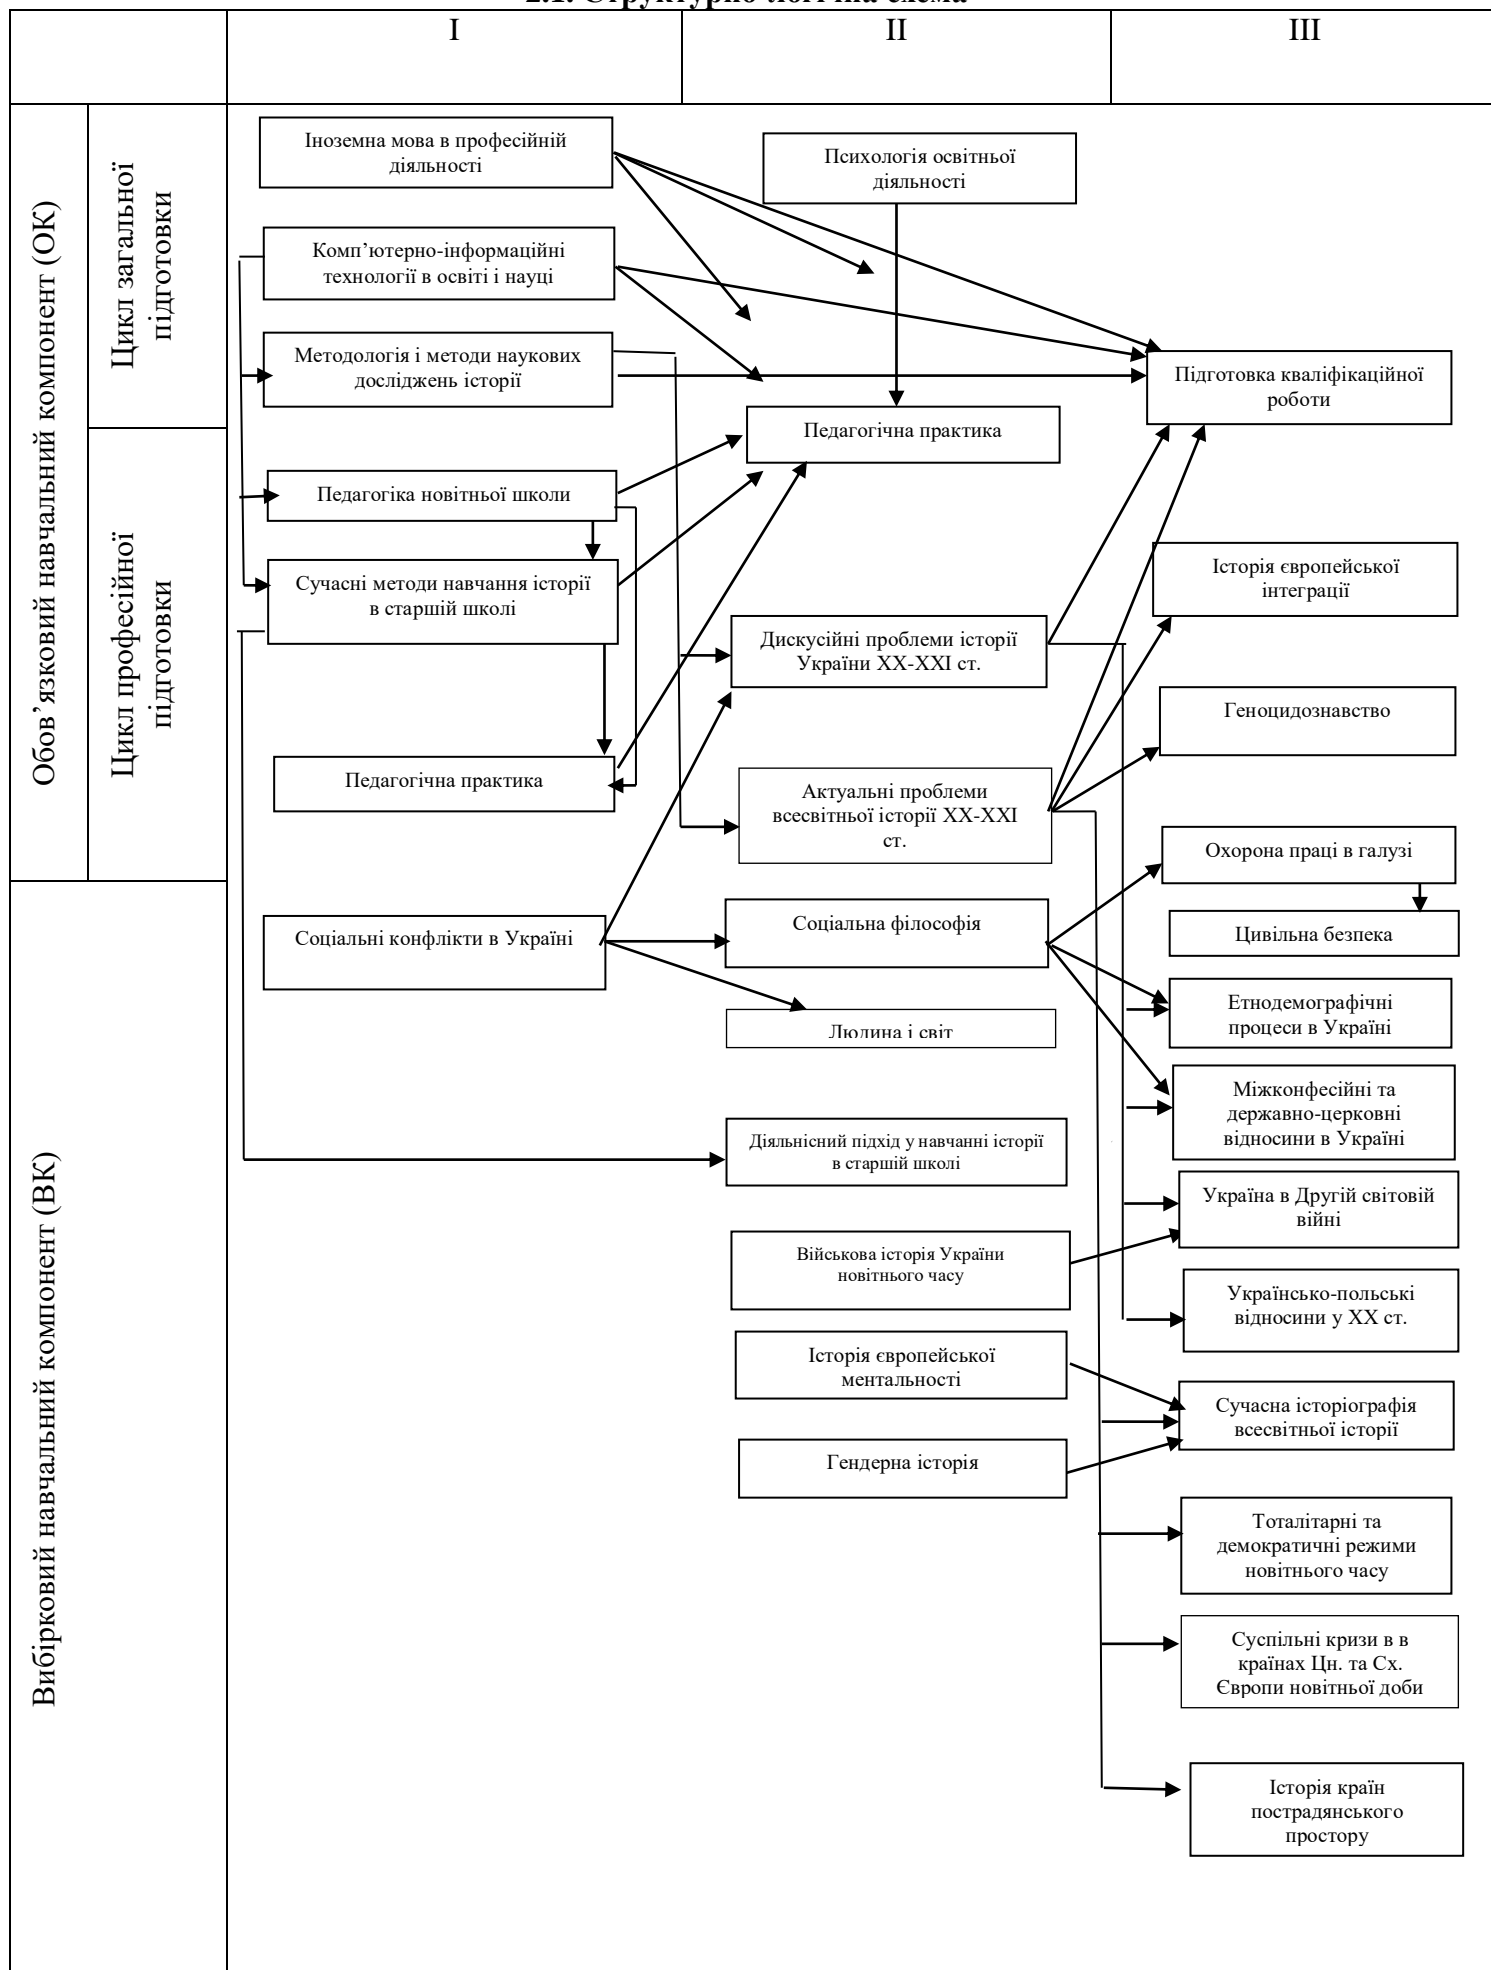 2.1. Структурно-логічна схема
I
II
III
Обов’язковий навчальний компонент (ОК)
Цикл загальної
підготовки
Цикл професійної
підготовки
Вибірковий навчальний компонент (ВК)
Іноземна мова в професійній
діяльності
Комп’ютерно-інформаційні
технології в освіті і науці
Методологія і методи наукових
досліджень історії
Педагогіка новітньої школи
Сучасні методи навчання історії
в старшій школі
Педагогічна практика
Соціальні конфлікти в Україні
Психологія освітньої
діяльності
Педагогічна практика
Дискусійні проблеми історії
України ХХ-ХХІ ст.
Актуальні проблеми
всесвітньої історії ХХ-ХХІ
ст.
Соціальна філософія
Людина і світ
Діяльнісний підхід у навчанні історії
в старшій школі
Військова історія України
новітнього часу
Історія європейської
ментальності
Гендерна історія
Підготовка кваліфікаційної
роботи
Історія європейської
інтеграції
Геноцидознавство
Охорона праці в галузі
Цивільна безпека
Етнодемографічні
процеси в Україні
Міжконфесійні та
державно-церковні
відносини в Україні
Україна в Другій світовій
війні
Українсько-польські
відносини у ХХ ст.
Сучасна історіографія
всесвітньої історії
Тоталітарні та
демократичні режими
новітнього часу
Суспільні кризи в в
країнах Цн. та Сх.
Європи новітньої доби
Історія країн
пострадянського
простору